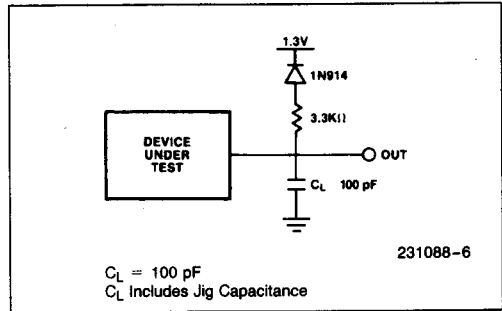 1.3V
1N914
3.3KΩ
DEVICE
UNDER
TEST
OUT
CL 100 pF
231088-6
CL = 100 pF
CL Includes Jig Capacitance